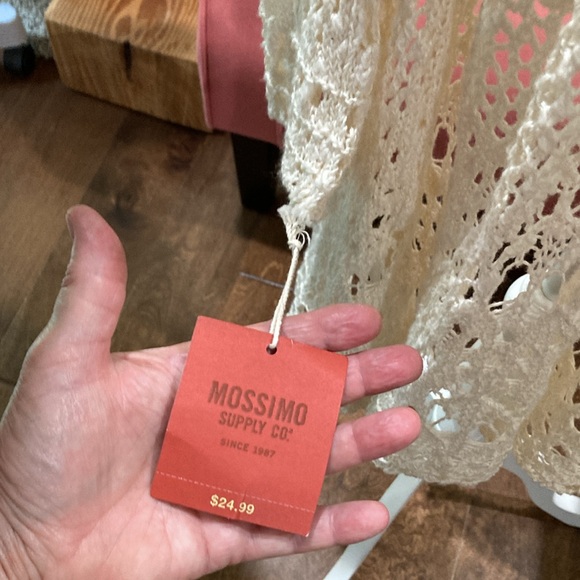 MOSSIMO
SUPPLY CO.
SINCE 1987
$24.99